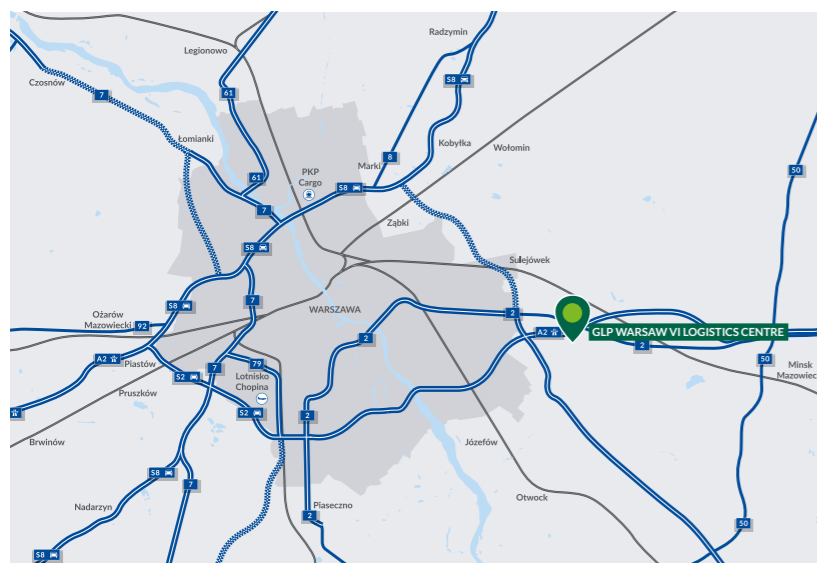 Radzymin
Legionowo
S8
Czosnów
7
61
Kobyłka
Wołomin
Łomianki
8
Marki
50
PKP
Cargo
61
S8
7
Ząbki
S8
Sulejówek
7
S8
WARSZAWA
2
Ożarów
Mazowiecki
92
2
A2
GLP WARSAW VI LOGISTICS CENTRE
2
A2
Piastów
7
79
50
Minsk
Mazowiec
S2
Lotnisko
Chopina
Pruszków
S2
2
Brwinów
Józefów
S8
7
Otwock
Nadarzyn
Piaseczno
2
50
S8